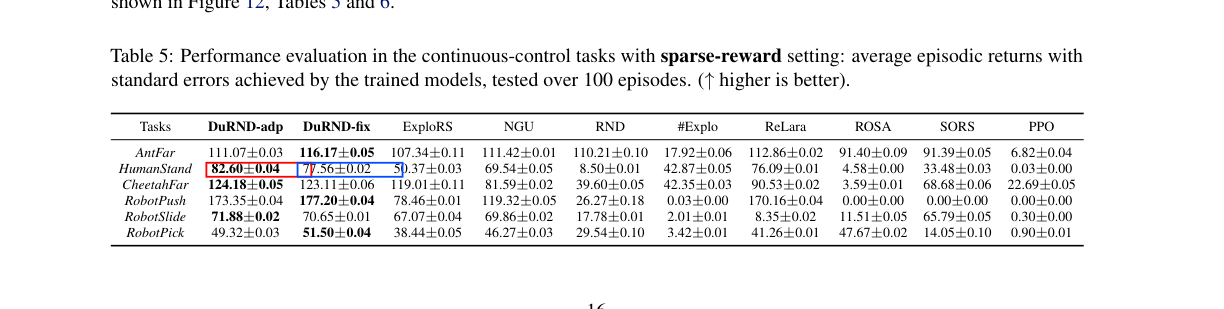 shown in Figure 12, Tables 5 and 6.
Table 5: Performance evaluation in the continuous-control tasks with sparse-reward setting: average episodic returns with
standard errors achieved by the trained models, tested over 100 episodes. (↑ higher is better).
Tasks DuRND-adp DuRND-fix ExploRS NGU RND #Explo ReLara ROSA SORS PPO
AntFar 111.07±0.03 116.17±0.05 107.34±0.11 111.42±0.01 110.21±0.10 17.92±0.06 112.86±0.02 91.40±0.09 91.39±0.05 6.82±0.04
HumanStand 82.60±0.04 77.56±0.02 50.37±0.03 69.54±0.05 8.50±0.01 42.87±0.05 76.09±0.01 4.58±0.00 33.48±0.03 0.03±0.00
CheetahFar 124.18±0.05 123.11±0.06 119.01±0.11 81.59±0.02 39.60±0.05 42.35±0.03 90.53±0.02 3.59±0.01 68.68±0.06 22.69±0.05
RobotPush 173.35±0.04 177.20±0.04 78.46±0.01 119.32±0.05 26.27±0.18 0.03±0.00 170.16±0.04 0.00±0.00 0.00±0.00 0.00±0.00
RobotSlide 71.88±0.02 70.65±0.01 67.07±0.04 69.86±0.02 17.78±0.01 2.01±0.01 8.35±0.02 11.51±0.05 65.79±0.05 0.30±0.00
RobotPick 49.32±0.03 51.50±0.04 38.44±0.05 46.27±0.03 29.54±0.10 3.42±0.01 41.26±0.01 47.67±0.02 14.05±0.10 0.90±0.01
16